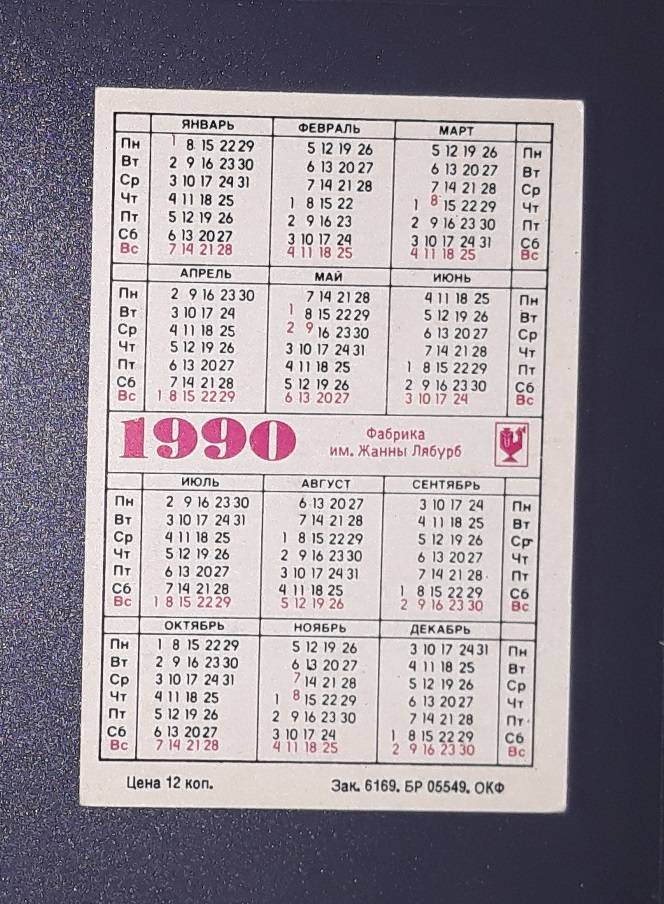 ЯНВАРЬ ФЕВРАЛЬ МАРТ
Пн 1 8 15 22 29 5 12 19 26 5 12 19 26 Пн
Вт 2 9 16 23 30 6 13 20 27 6 13 20 27 Вт
Ср 3 10 17 24 31 7 14 21 28 7 14 21 28 Ср
Чт 4 11 18 25 1 8 15 22 1 8 15 22 29 Чт
Пт 5 12 19 26 2 9 16 23 2 9 16 23 30 Пт
Сб 6 13 20 27 3 10 17 24 3 10 17 24 31 Сб
Вс 7 14 21 28 4 11 18 25 4 11 18 25 Вс
АПРЕЛЬ МАЙ ИЮНЬ
Пн 2 9 16 23 30 7 14 21 28 4 11 18 25 Пн
Вт 3 10 17 24 1 8 15 22 29 5 12 19 26 Вт
Ср 4 11 18 25 2 9 16 23 30 6 13 20 27 Ср
Чт 5 12 19 26 3 10 17 24 31 7 14 21 28 Чт
Пт 6 13 20 27 4 11 18 25 1 8 15 22 29 Пт
Сб 7 14 21 28 5 12 19 26 2 9 16 23 30 Сб
Вс 1 8 15 22 29 6 13 20 27 3 10 17 24 Вс
1990 Фабрика
им. Жанны Лябурб
ИЮЛЬ АВГУСТ СЕНТЯБРЬ
Пн 2 9 16 23 30 6 13 20 27 3 10 17 24 Пн
Вт 3 10 17 24 31 7 14 21 28 4 11 18 25 Вт
Ср 4 11 18 25 1 8 15 22 29 5 12 19 26 Ср
Чт 5 12 19 26 2 9 16 23 30 6 13 20 27 Чт
Пт 6 13 20 27 3 10 17 24 31 7 14 21 28 Пт
Сб 7 14 21 28 4 11 18 25 1 8 15 22 29 Сб
Вс 1 8 15 22 29 5 12 19 26 2 9 16 23 30 Вс
ОКТЯБРЬ НОЯБРЬ ДЕКАБРЬ
Пн 1 8 15 22 29 5 12 19 26 3 10 17 24 31 Пн
Вт 2 9 16 23 30 6 13 20 27 4 11 18 25 Вт
Ср 3 10 17 24 31 7 14 21 28 5 12 19 26 Ср
Чт 4 11 18 25 1 8 15 22 29 6 13 20 27 Чт
Пт 5 12 19 26 2 9 16 23 30 7 14 21 28 Пт
Сб 6 13 20 27 3 10 17 24 1 8 15 22 29 Сб
Вс 7 14 21 28 4 11 18 25 2 9 16 23 30 Вс
Цена 12 коп. Зак. 6169. БР 05549. ОКФ